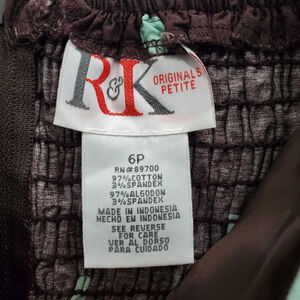 R&K
ORIGINALS
PETITE
6P
RN#89700
97%COTTON
3%SPANDEX
97%ALGODON
3%SPANDEX
MADE IN INDONESIA
HECHO EN INDONESIA
SEE REVERSE
FOR CARE
VER AL DORSO
PARA CUIDADO